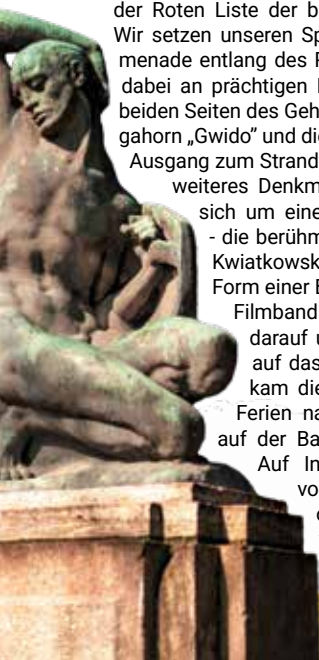 der Roten Liste der b
Wir setzen unseren Sp
menade entlang des F
dabei an prächtigen
beiden Seiten des Geh
gahorn „Gwido” und die
Ausgang zum Strand
weiteres Denkm
sich um eine
- die berühm
Kwiatkowsk
Form einer B
Filmband
darauf u
auf das
kam die
Ferien na
auf der Ba
Auf In
vo